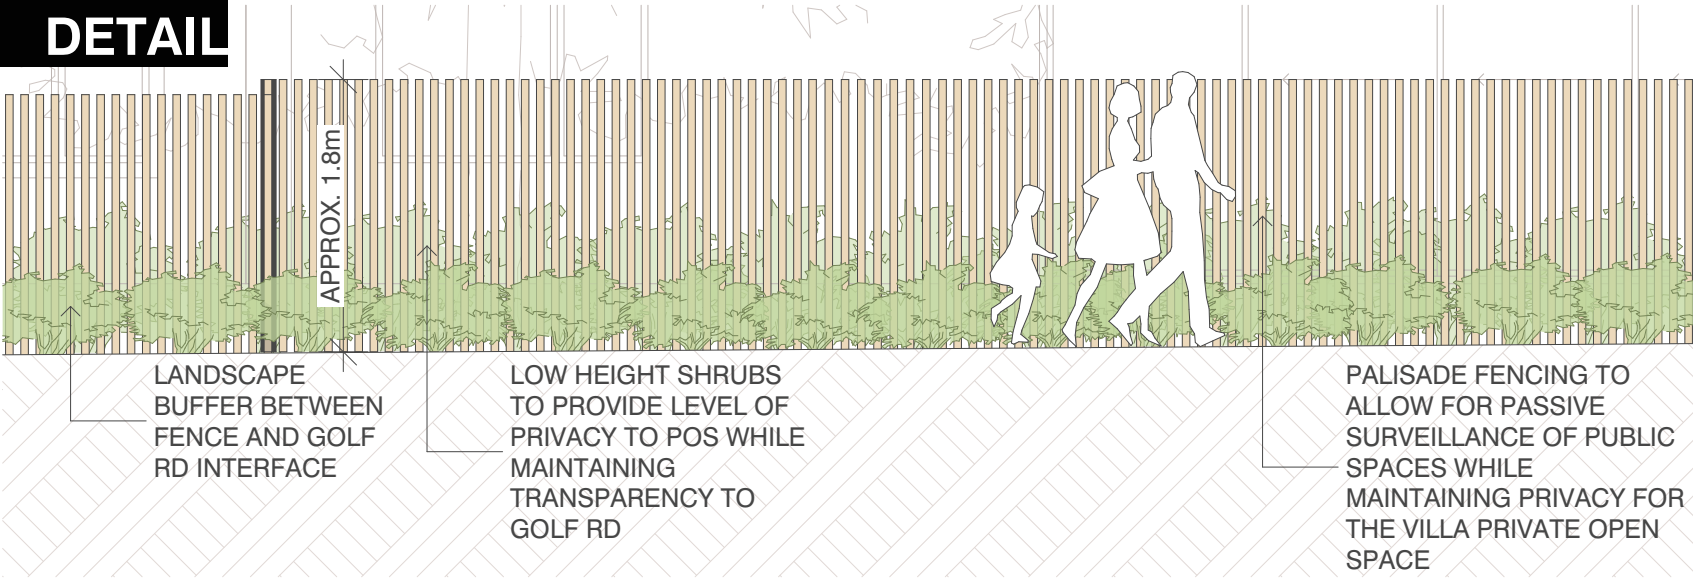 DETAIL
APPROX. 1.8m
LANDSCAPE
BUFFER BETWEEN
FENCE AND GOLF
RD INTERFACE
LOW HEIGHT SHRUBS
TO PROVIDE LEVEL OF
PRIVACY TO POS WHILE
MAINTAINING
TRANSPARENCY TO
GOLF RD
PALISADE FENCING TO
ALLOW FOR PASSIVE
SURVEILLANCE OF PUBLIC
SPACES WHILE
MAINTAINING PRIVACY FOR
THE VILLA PRIVATE OPEN
SPACE